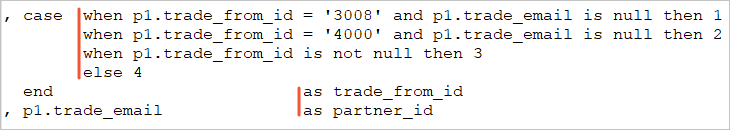 , case when p1.trade_from_id = '3008' and p1.trade_email is null then 1
when p1.trade_from_id = '4000' and p1.trade_email is null then 2
when p1.trade_from_id is not null then 3
else 4
end as trade_from_id
, p1.trade_email as partner_id